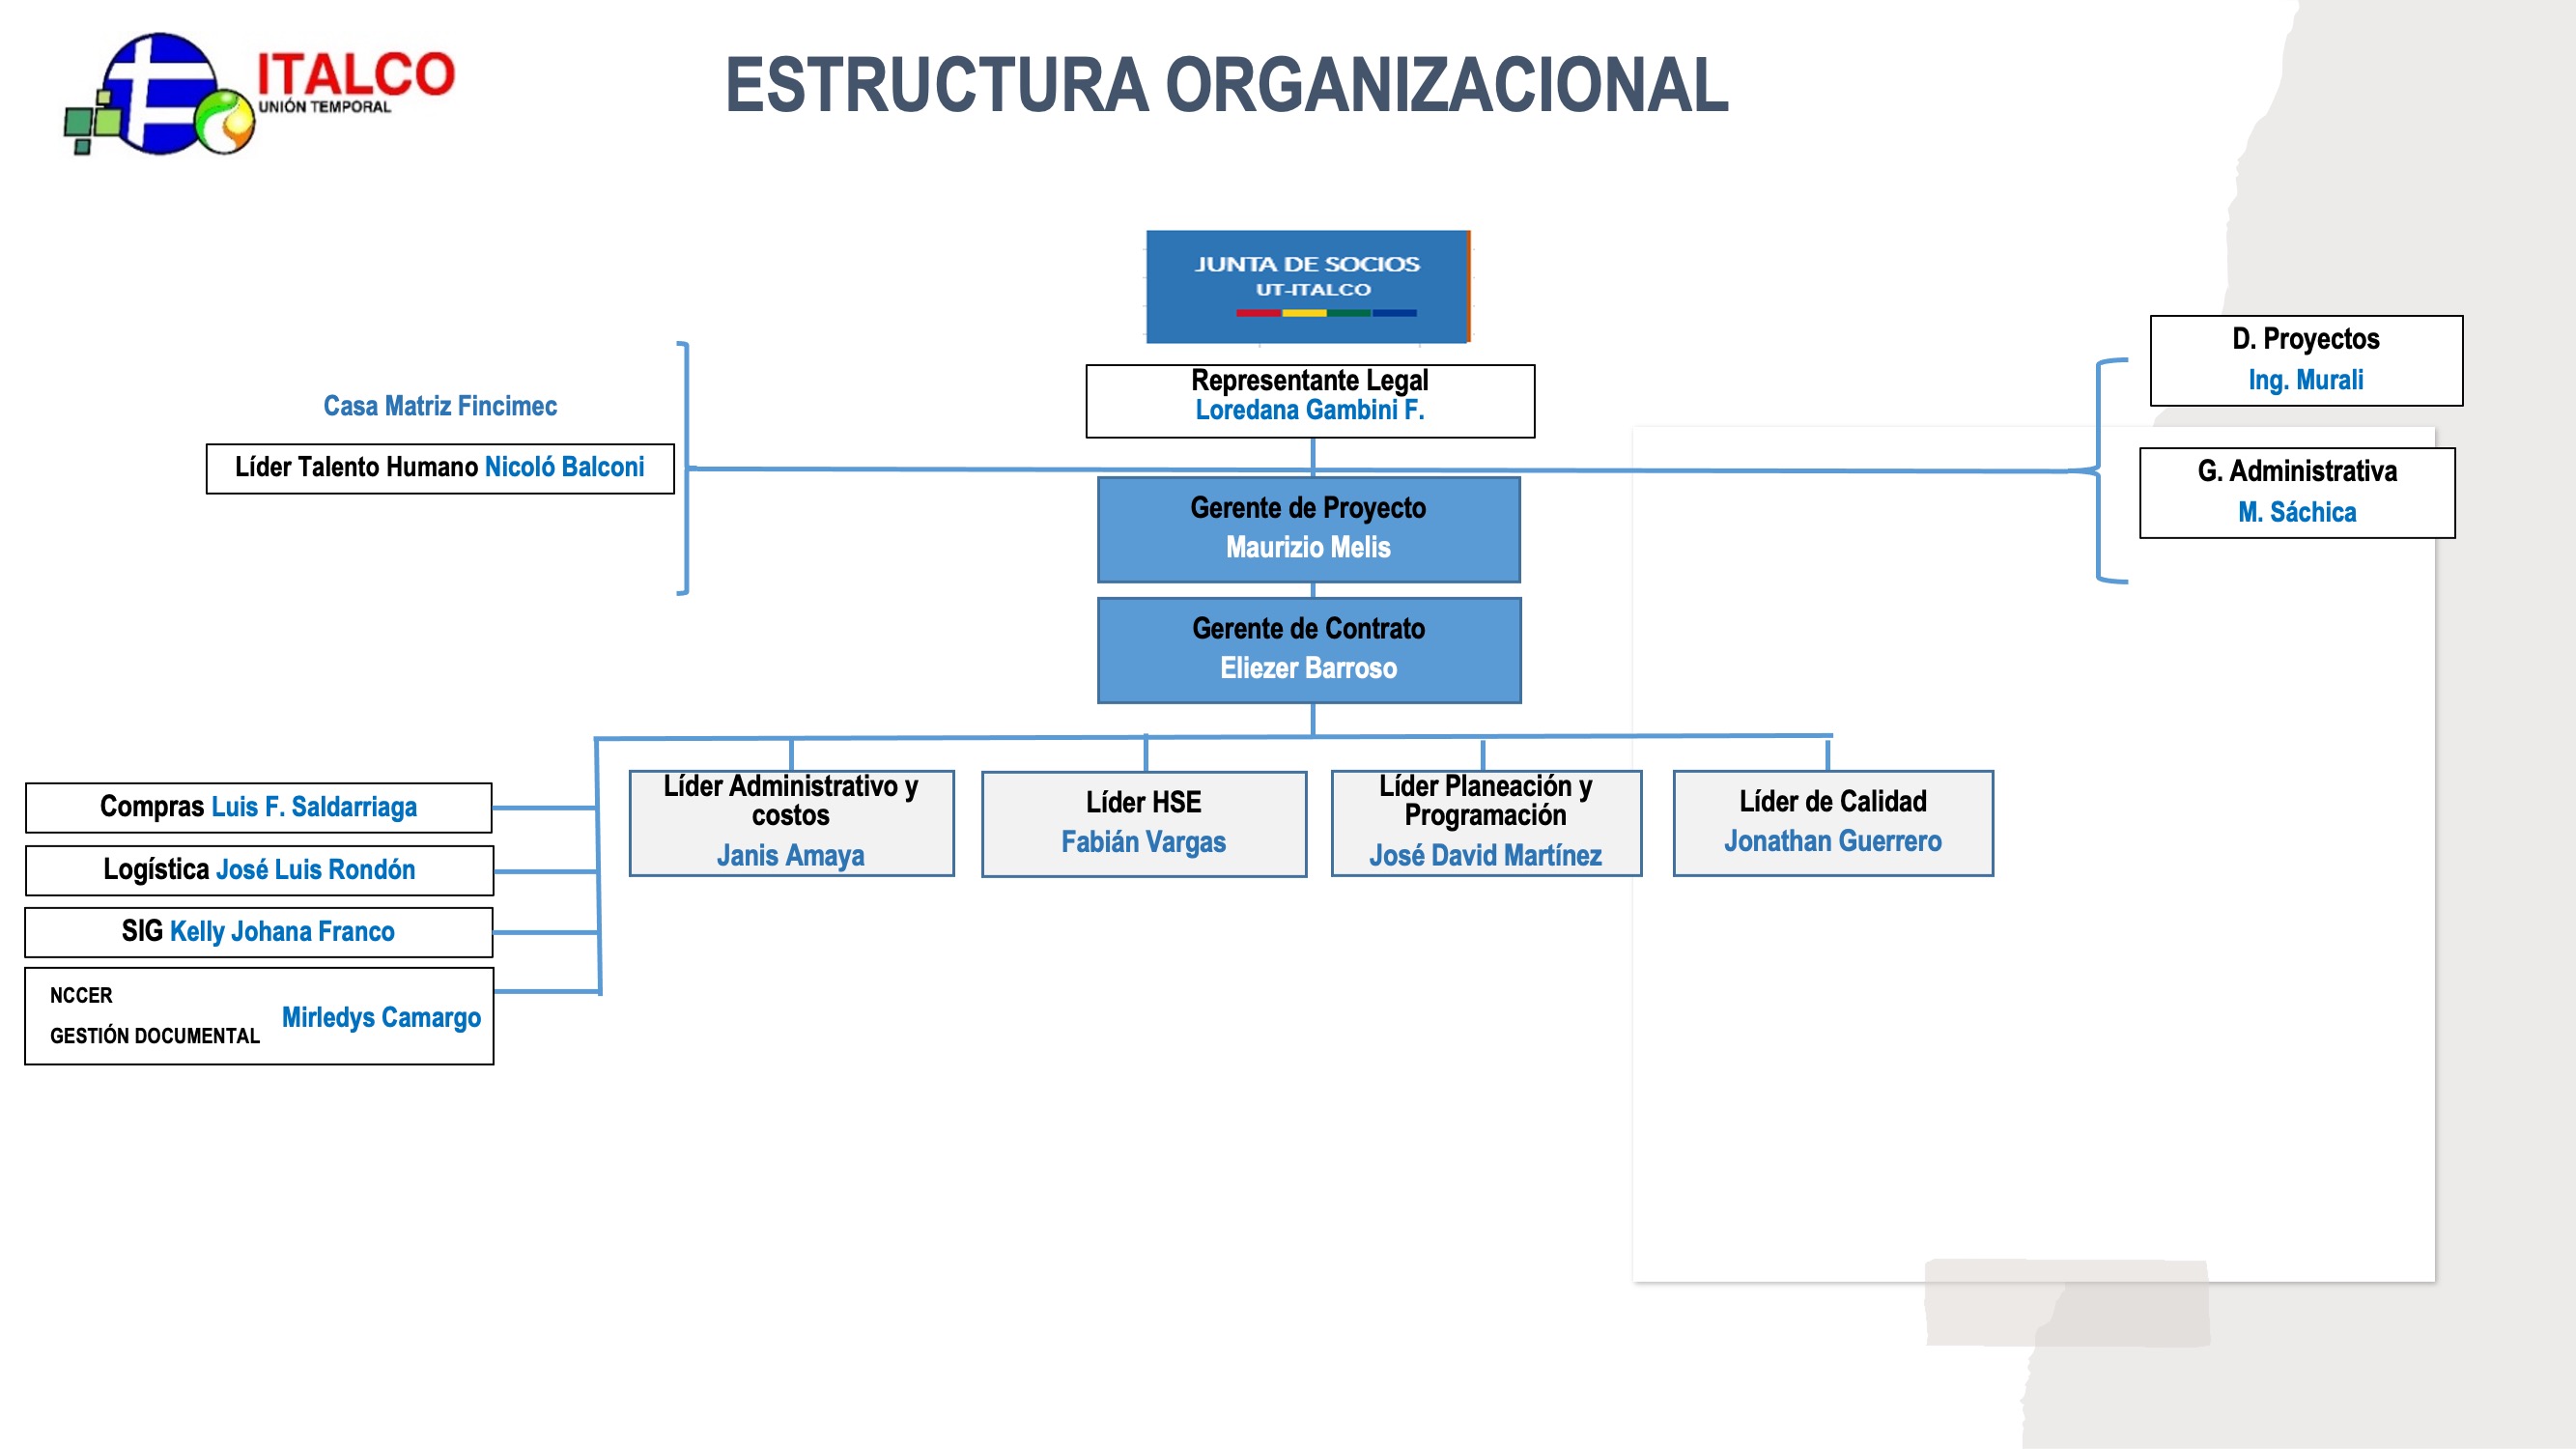 ITALCO
UNIÓN TEMPORAL
ESTRUCTURA ORGANIZACIONAL
JUNTA DE SOCIOS
UT-ITALCO
Representante Legal
Loredana Gambini F.
Casa Matriz Fincimec
Líder Talento Humano Nicoló Balconi
D. Proyectos
Ing. Murali
G. Administrativa
M. Sáchica
Gerente de Proyecto
Maurizio Melis
Gerente de Contrato
Eliezer Barroso
Compras Luis F. Saldarriaga
Logística José Luis Rondón
SIG Kelly Johana Franco
NCCER
GESTIÓN DOCUMENTAL
Mirledys Camargo
Líder Administrativo y
costos
Janis Amaya
Líder HSE
Fabián Vargas
Líder Planeación y
Programación
José David Martínez
Líder de Calidad
Jonathan Guerrero